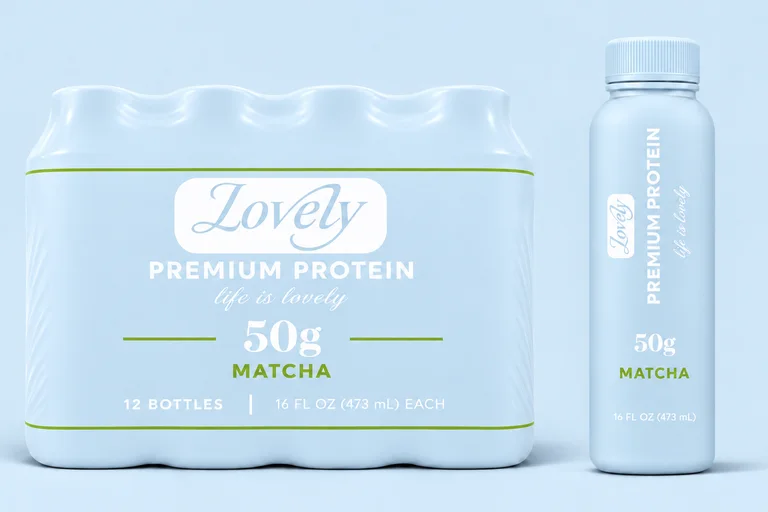 Lovely
PREMIUM PROTEIN
life is lovely
50g
MATCHA
12 BOTTLES | 16 FL OZ (473 mL) EACH
Lovely
PREMIUM PROTEIN
life is lovely
50g
MATCHA
16 FL OZ (473 mL)